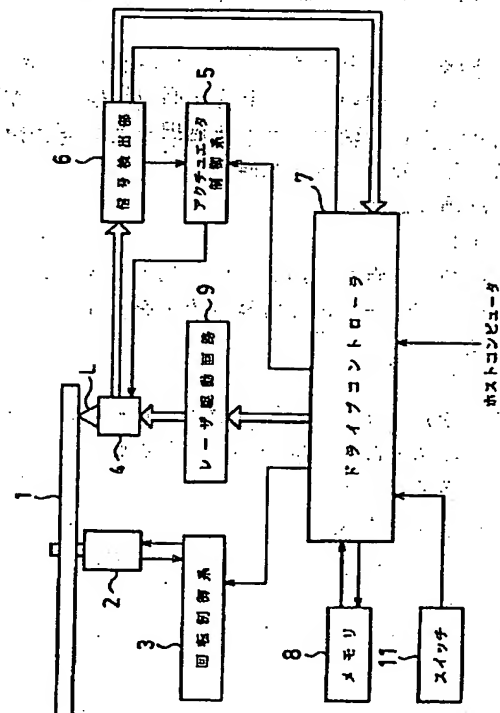 1
L
2
4
6
信号検出部
5
アクチュエータ
制御系
3
回転制御系
9
レーザ駆動回路
7
ドライブコントローラ
8
メモリ
11
スイッチ
ホストコンピュータ